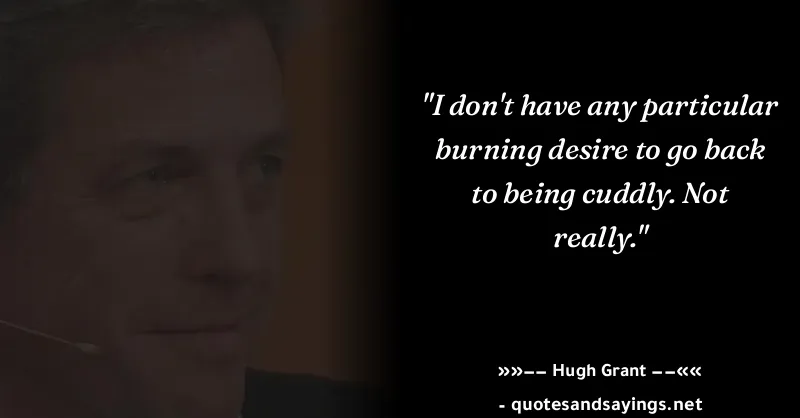 "I don't have any particular
burning desire to go back
to being cuddly. Not
really."
»»–– Hugh Grant ––««
- quotesandsayings.net